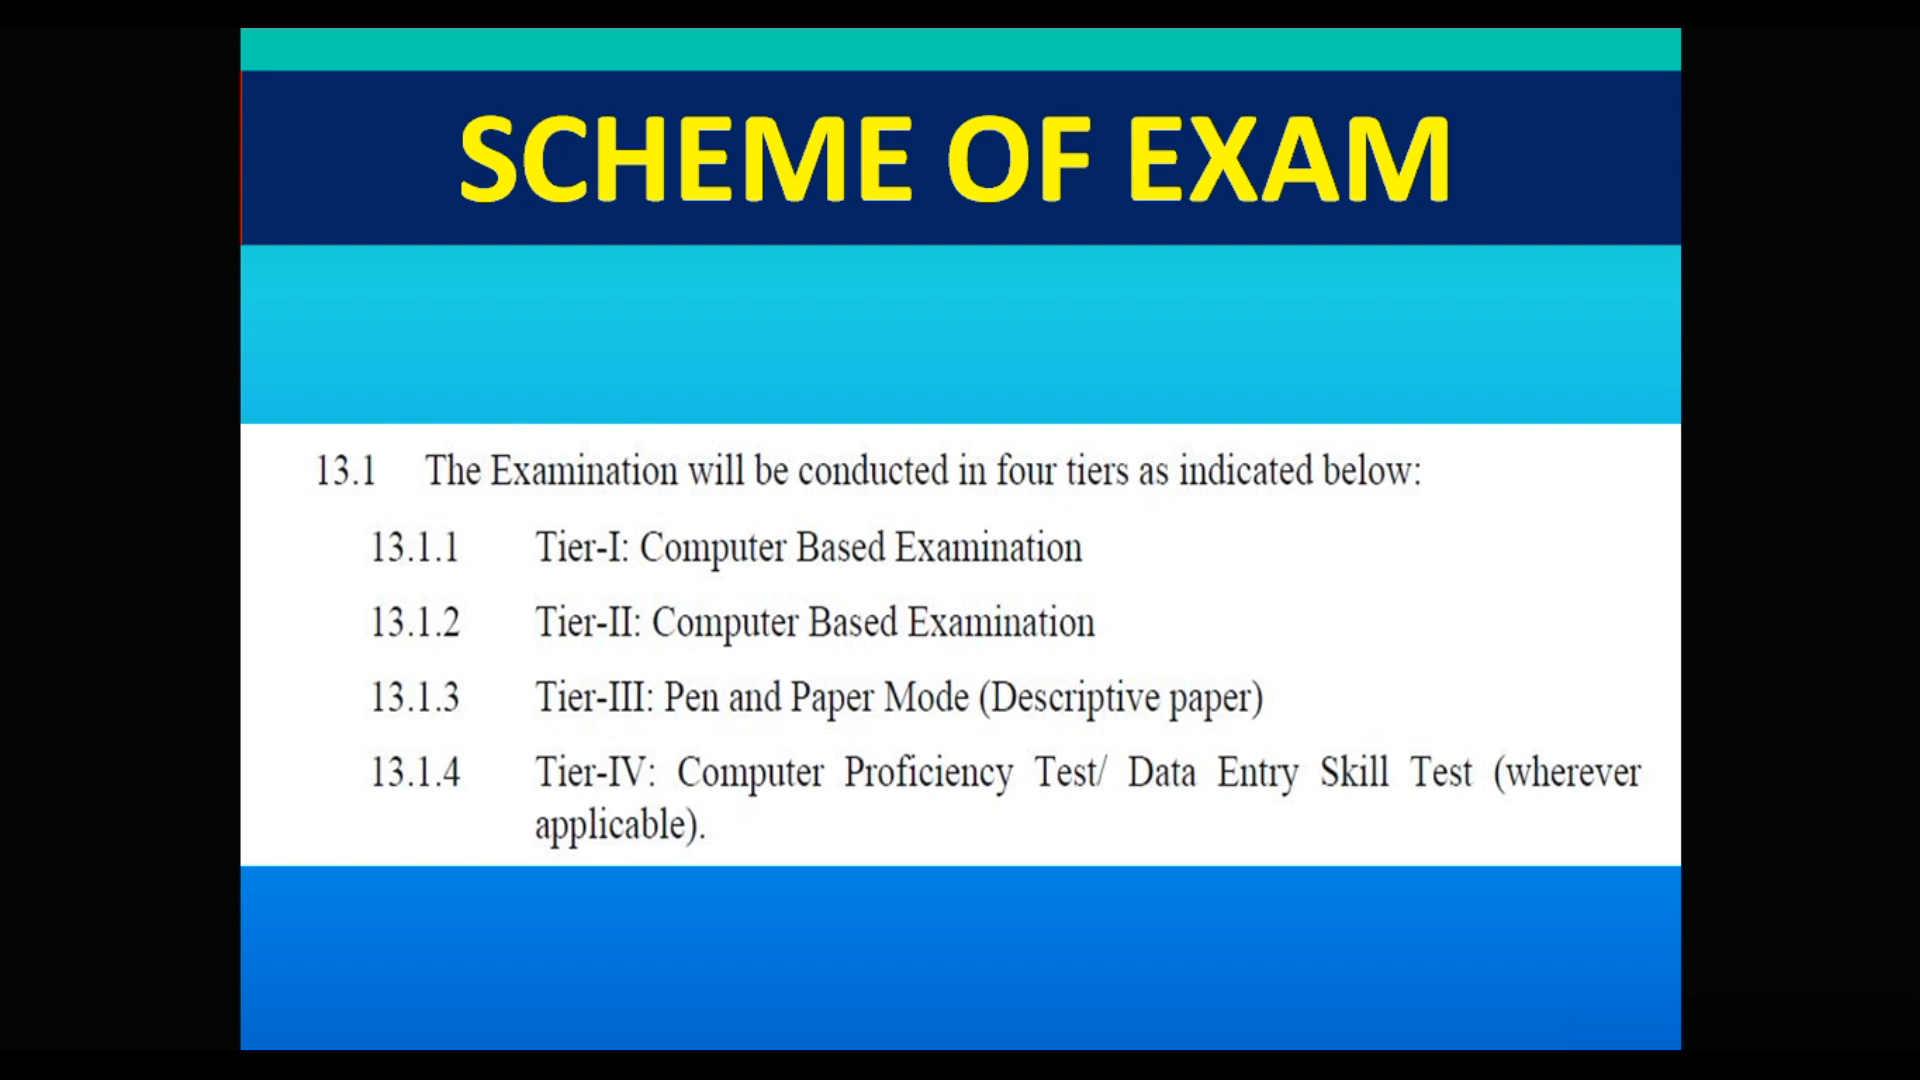 SCHEME OF EXAM
13.1 The Examination will be conducted in four tiers as indicated below:
13.1.1 Tier-I: Computer Based Examination
13.1.2 Tier-II: Computer Based Examination
13.1.3 Tier-III: Pen and Paper Mode (Descriptive paper)
13.1.4 Tier-IV: Computer Proficiency Test/ Data Entry Skill Test (wherever
applicable).